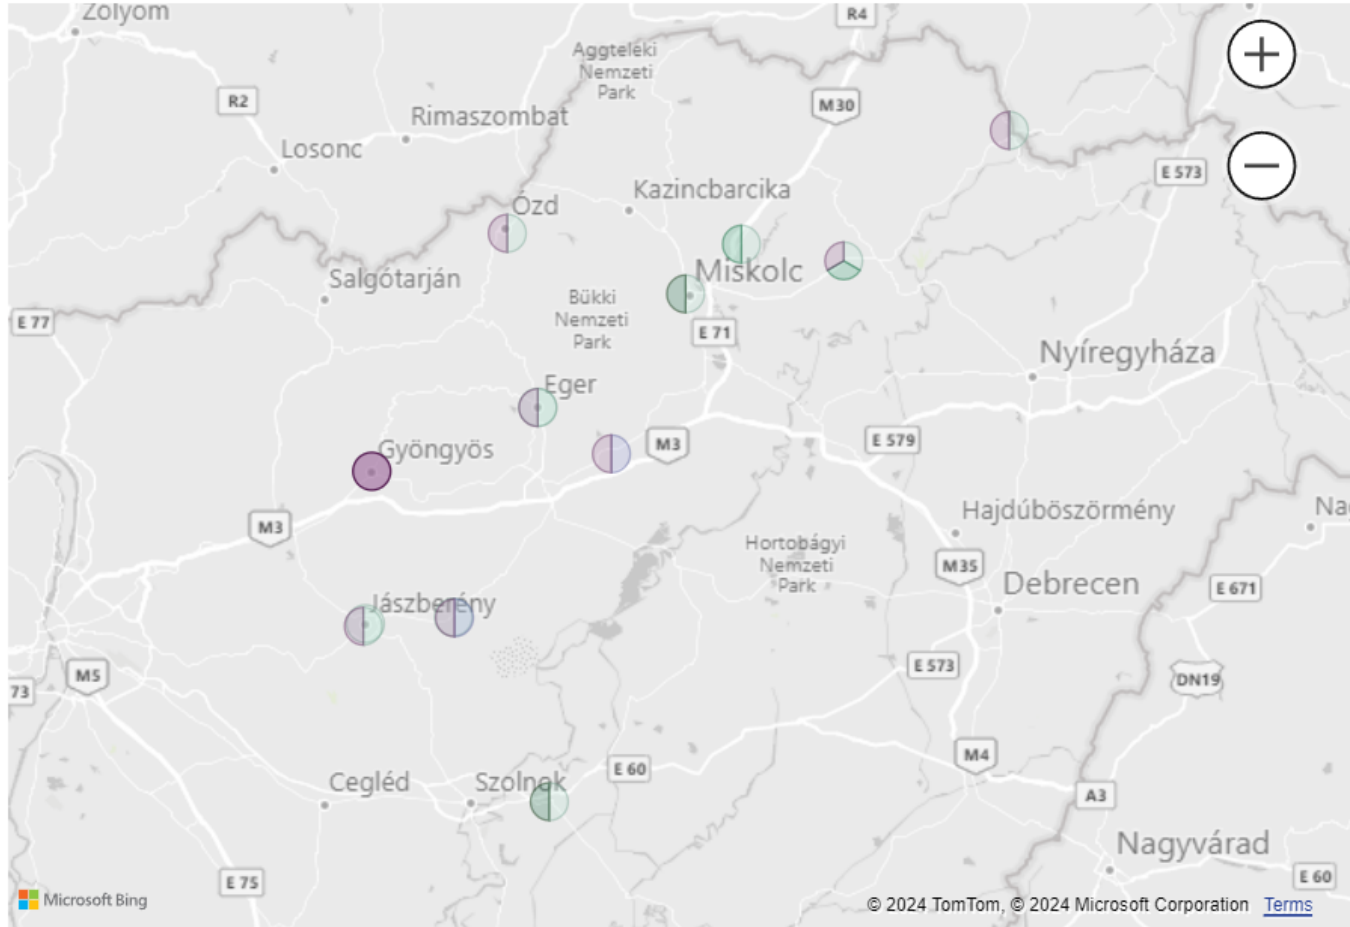 Zólyom
R4
Aggteleki
Nemzeti
Park
R2
M30
Rimaszombat
Losonc
E 573
Kazincbarcika
Ózd
Miskolc
Salgótarján
Bükki
Nemzeti
Park
E 77
E 71
Nyíregyháza
Eger
Gyöngyös
M3
E 579
M3
Hajdúböszörmény
Na
Hortobágyi
Nemzeti
Park
M35
Debrecen
E 671
Jászberény
M5
73
E 573
DN19
M4
E 60
Cegléd
Szolnok
A3
Nagyvárad
E 75
E 60
Microsoft Bing
© 2024 TomTom, © 2024 Microsoft Corporation Terms